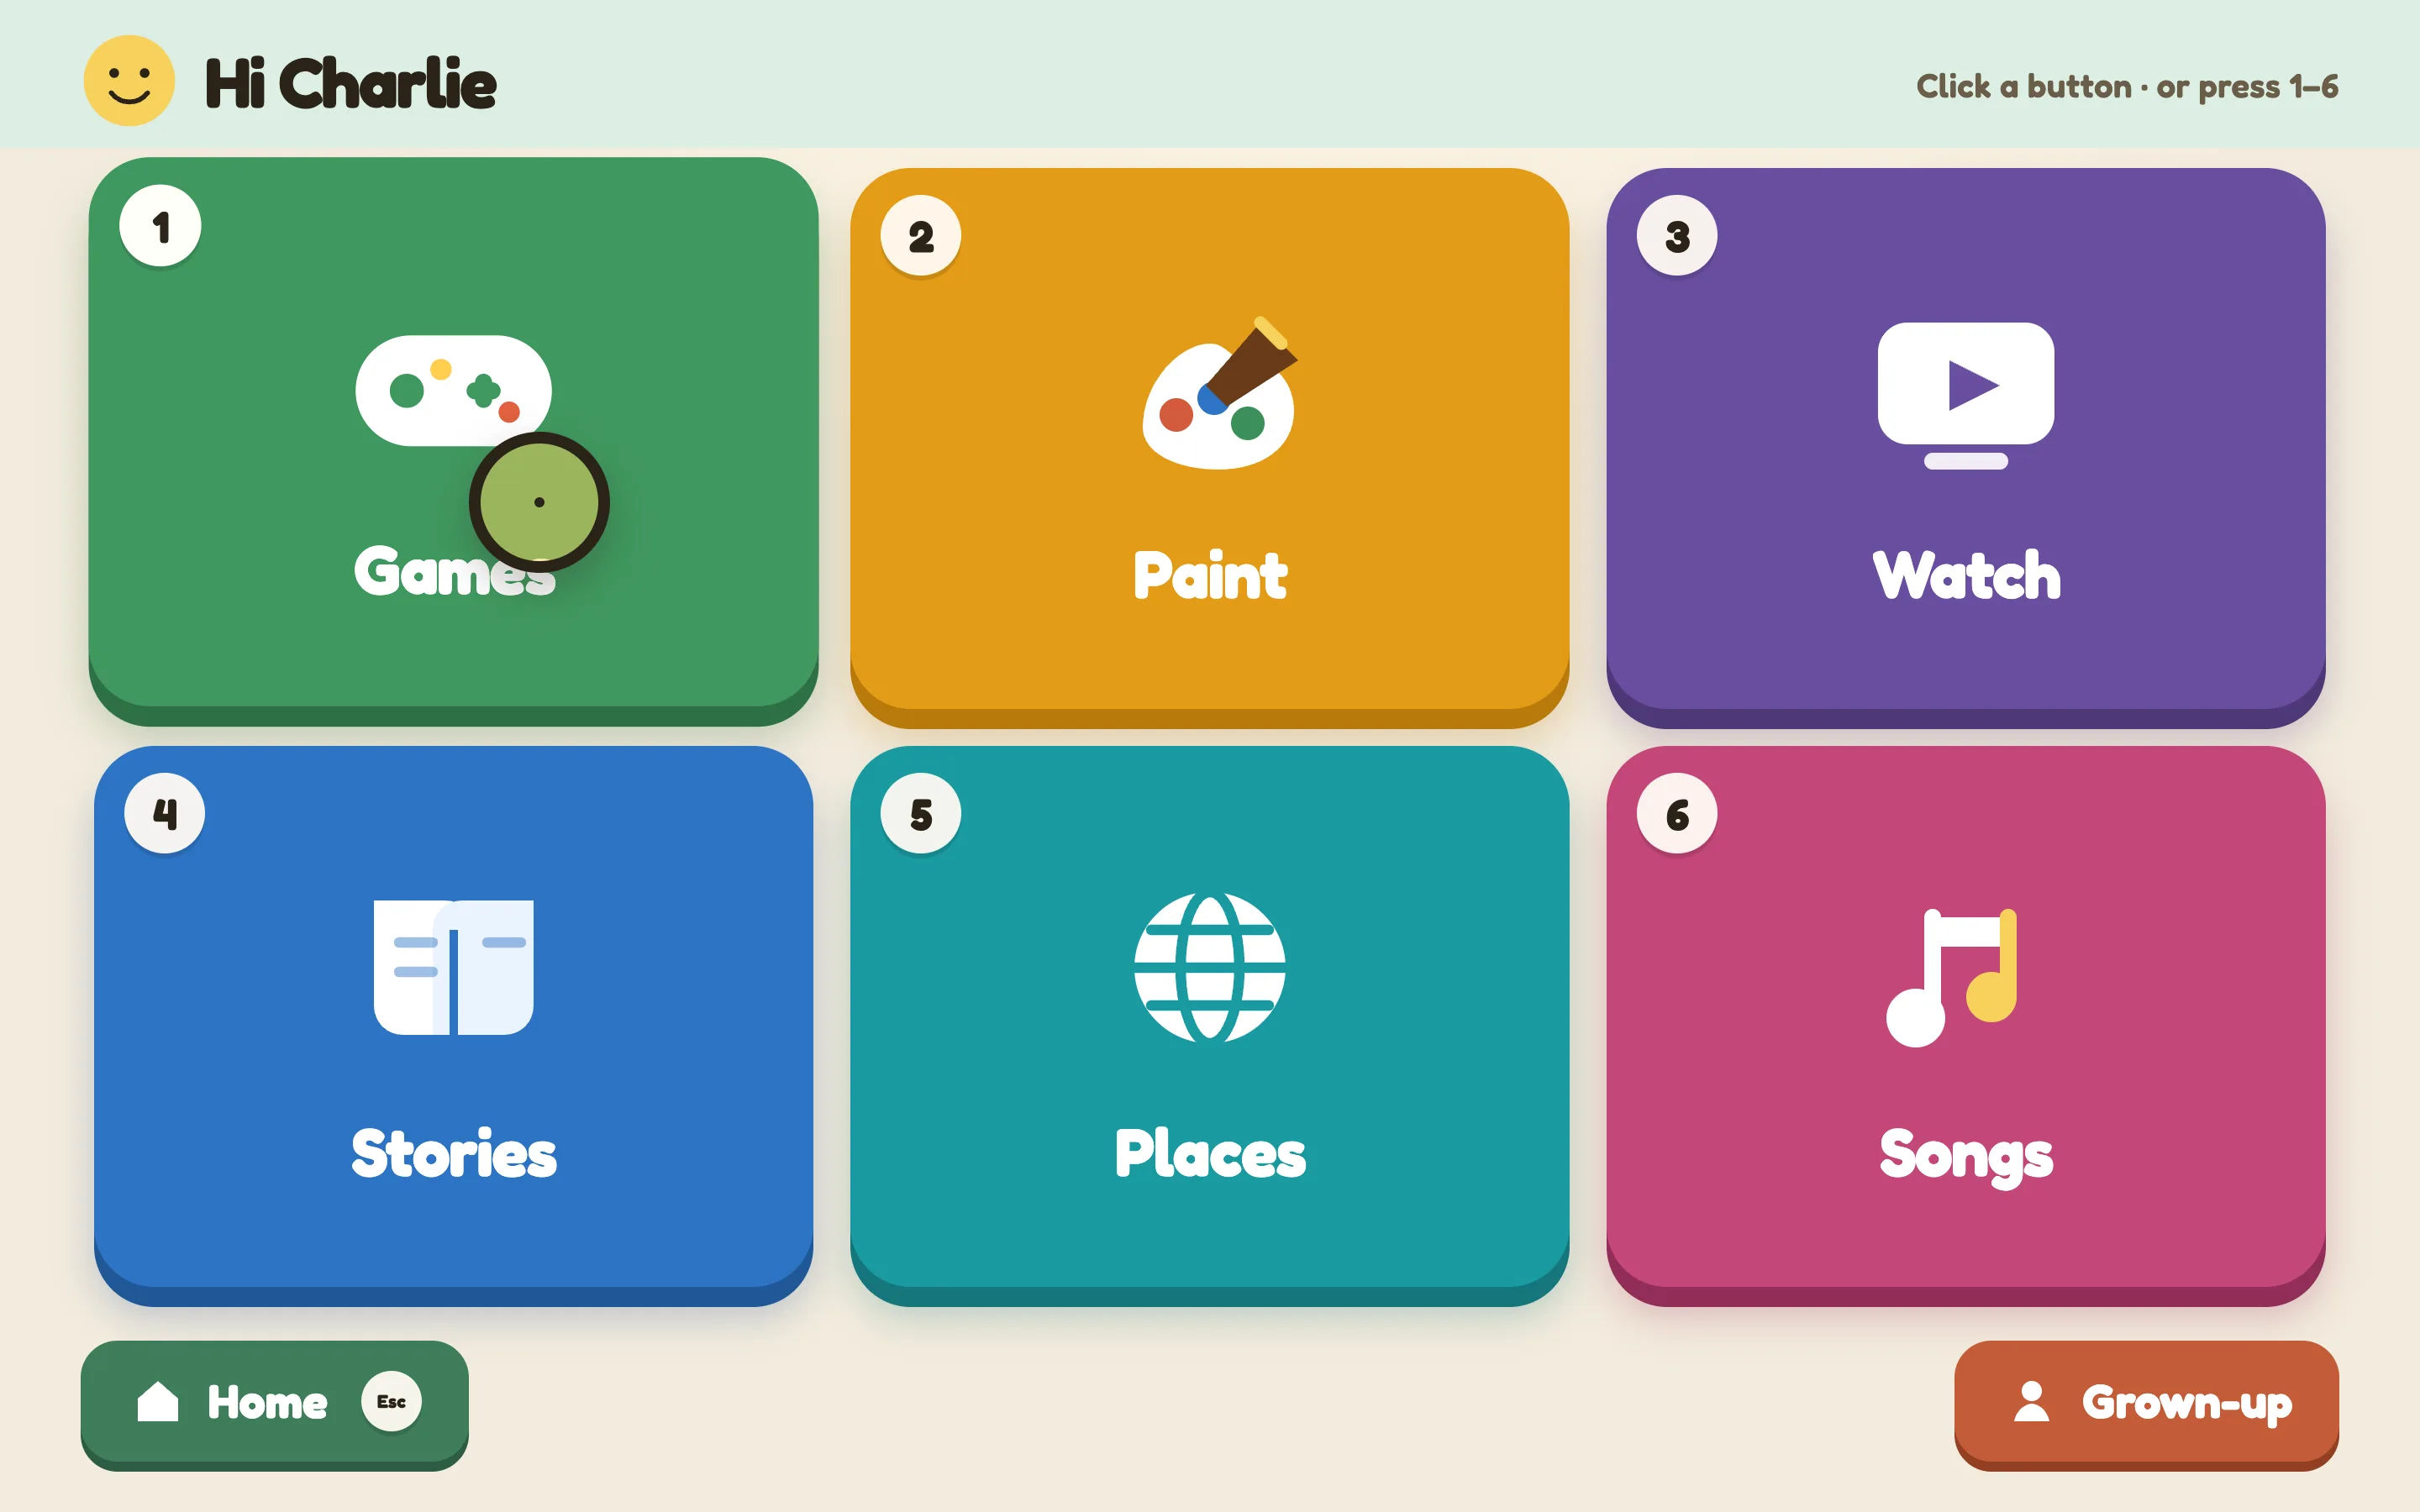 Hi Charlie
Click a button · or press 1–6
1
2
3
Games
Paint
Watch
4
5
6
Stories
Places
Songs
Home
Esc
Grown-up